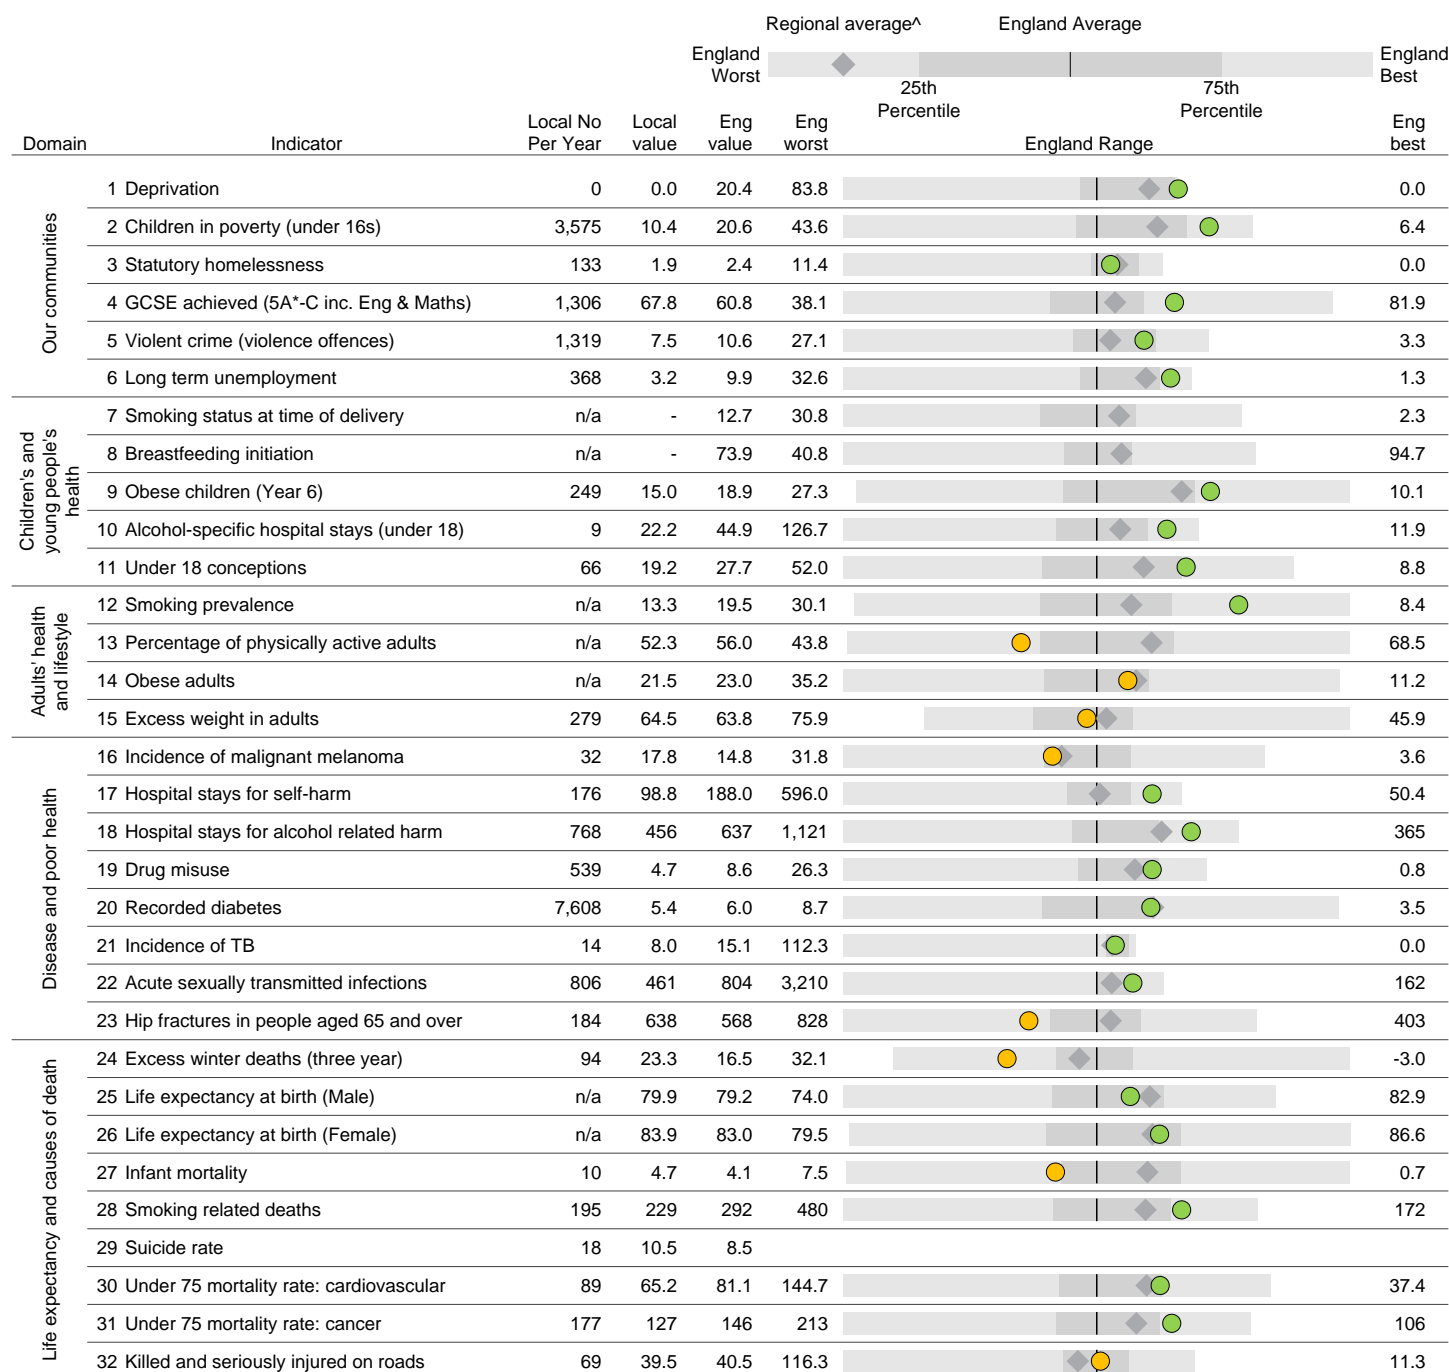 Regional average^ England Average
England Worst England Best
25th Percentile 75th Percentile
Domain Indicator Local No Per Year Local value Eng value Eng worst England Range Eng best
Our communities
1 Deprivation 0 0.0 20.4 83.8 0.0
2 Children in poverty (under 16s) 3,575 10.4 20.6 43.6 6.4
3 Statutory homelessness 133 1.9 2.4 11.4 0.0
4 GCSE achieved (5A*-C inc. Eng & Maths) 1,306 67.8 60.8 38.1 81.9
5 Violent crime (violence offences) 1,319 7.5 10.6 27.1 3.3
6 Long term unemployment 368 3.2 9.9 32.6 1.3
Children's and young people's health
7 Smoking status at time of delivery n/a - 12.7 30.8 2.3
8 Breastfeeding initiation n/a - 73.9 40.8 94.7
9 Obese children (Year 6) 249 15.0 18.9 27.3 10.1
10 Alcohol-specific hospital stays (under 18) 9 22.2 44.9 126.7 11.9
11 Under 18 conceptions 66 19.2 27.7 52.0 8.8
Adults' health and lifestyle
12 Smoking prevalence n/a 13.3 19.5 30.1 8.4
13 Percentage of physically active adults n/a 52.3 56.0 43.8 68.5
14 Obese adults n/a 21.5 23.0 35.2 11.2
15 Excess weight in adults 279 64.5 63.8 75.9 45.9
Disease and poor health
16 Incidence of malignant melanoma 32 17.8 14.8 31.8 3.6
17 Hospital stays for self-harm 176 98.8 188.0 596.0 50.4
18 Hospital stays for alcohol related harm 768 456 637 1,121 365
19 Drug misuse 539 4.7 8.6 26.3 0.8
20 Recorded diabetes 7,608 5.4 6.0 8.7 3.5
21 Incidence of TB 14 8.0 15.1 112.3 0.0
22 Acute sexually transmitted infections 806 461 804 3,210 162
23 Hip fractures in people aged 65 and over 184 638 568 828 403
Life expectancy and causes of death
24 Excess winter deaths (three year) 94 23.3 16.5 32.1 -3.0
25 Life expectancy at birth (Male) n/a 79.9 79.2 74.0 82.9
26 Life expectancy at birth (Female) n/a 83.9 83.0 79.5 86.6
27 Infant mortality 10 4.7 4.1 7.5 0.7
28 Smoking related deaths 195 229 292 480 172
29 Suicide rate 18 10.5 8.5
30 Under 75 mortality rate: cardiovascular 89 65.2 81.1 144.7 37.4
31 Under 75 mortality rate: cancer 177 127 146 213 106
32 Killed and seriously injured on roads 69 39.5 40.5 116.3 11.3